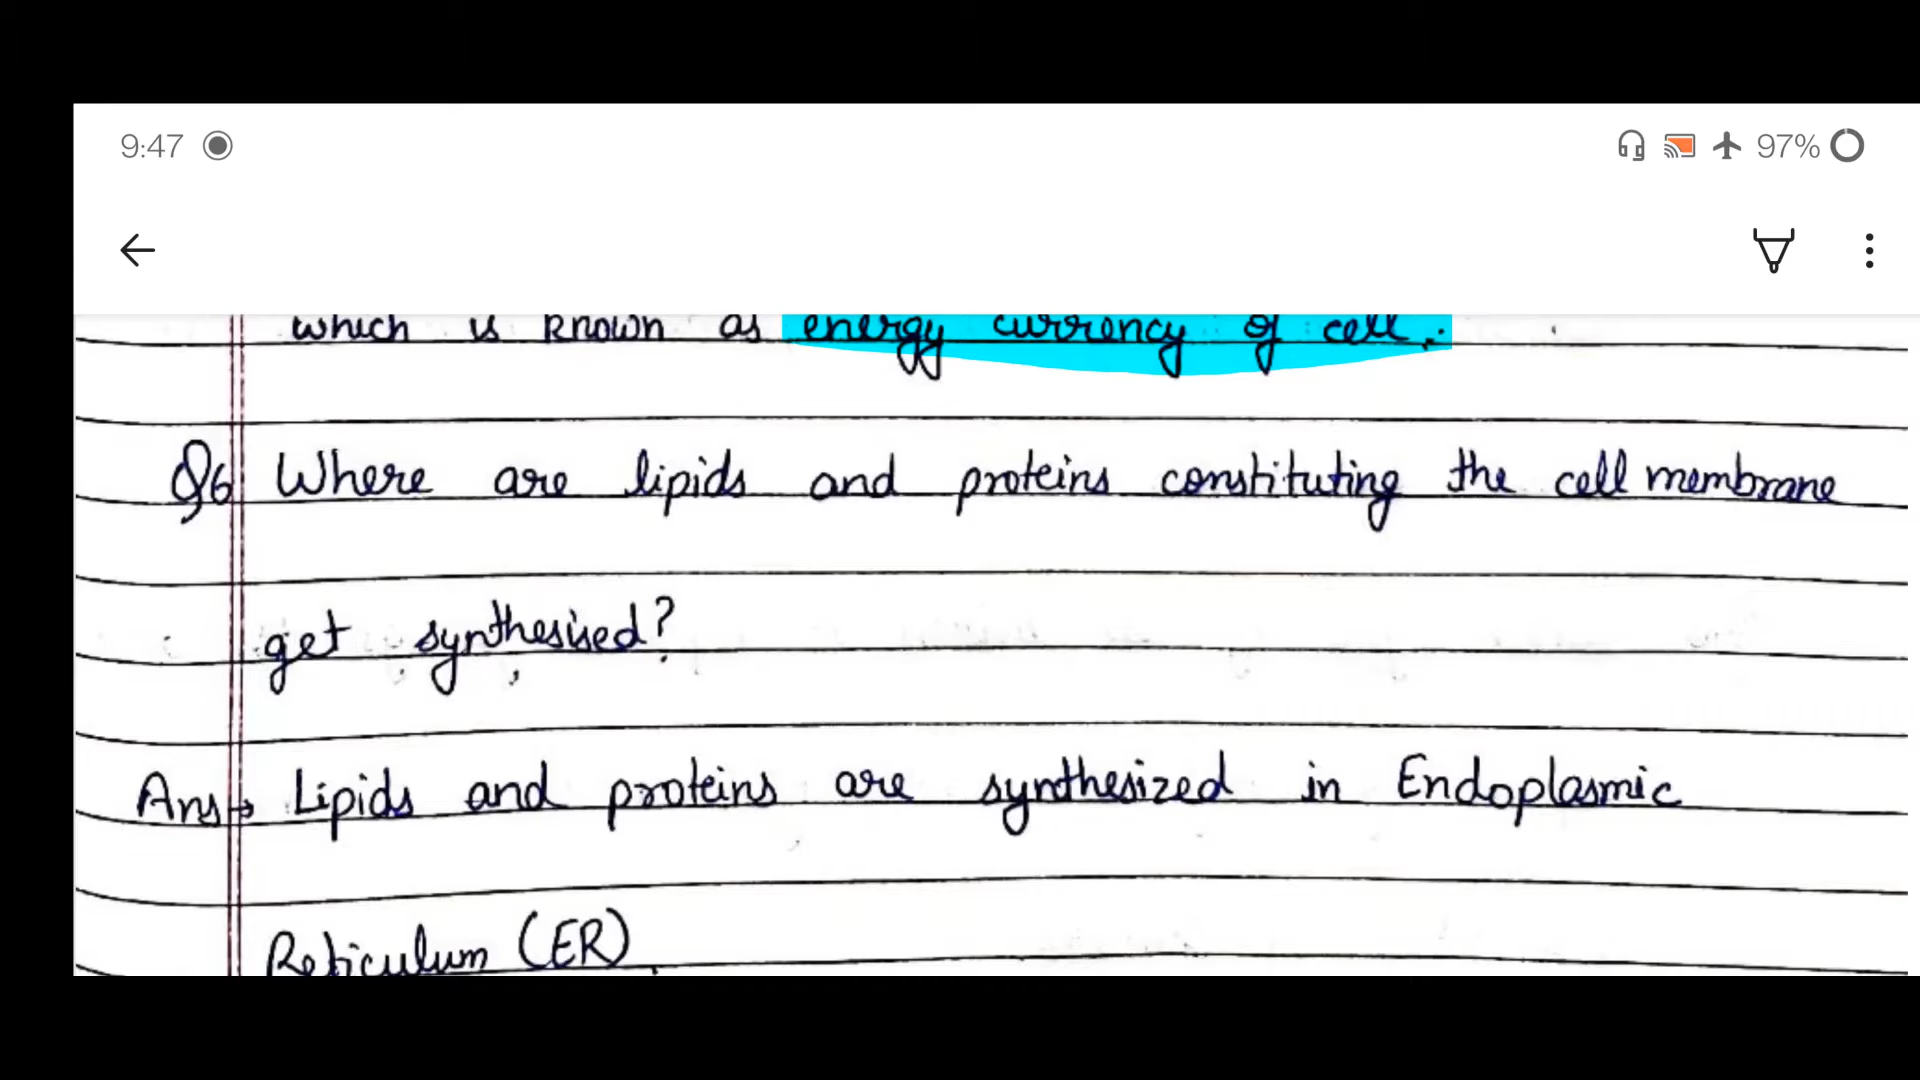 9:47
97%
which is known as energy currency of cell.
Q6 Where are lipids and proteins constituting the cell membrane
get synthesised?
Ans→ Lipids and proteins are synthesized in Endoplasmic
Reticulum (ER)